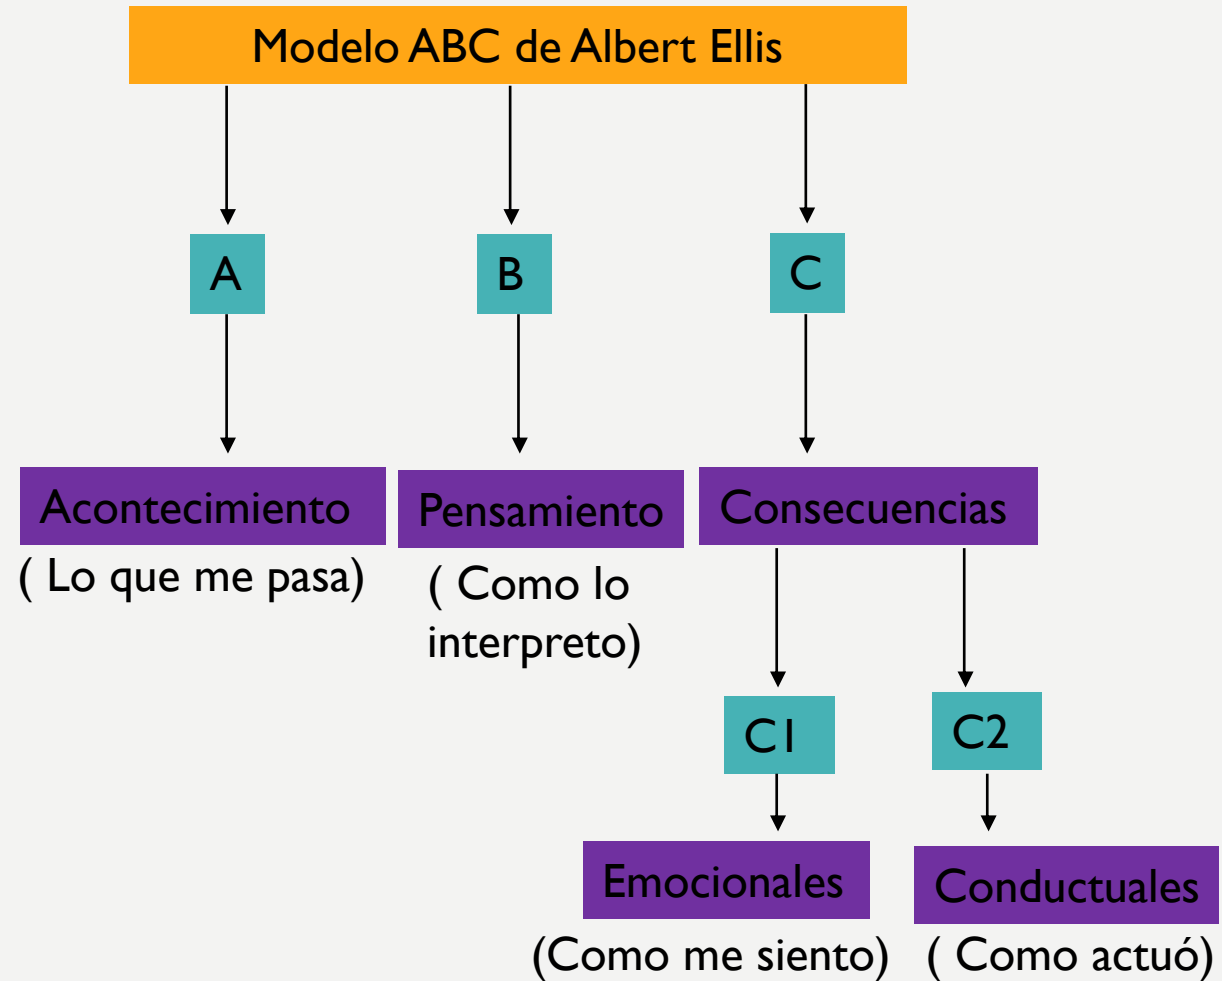 Modelo ABC de Albert Ellis
A
B
C
Acontecimiento
( Lo que me pasa)
Pensamiento
( Como lo
interpreto)
Consecuencias
C1
C2
Emocionales
(Como me siento)
Conductuales
( Como actuó)